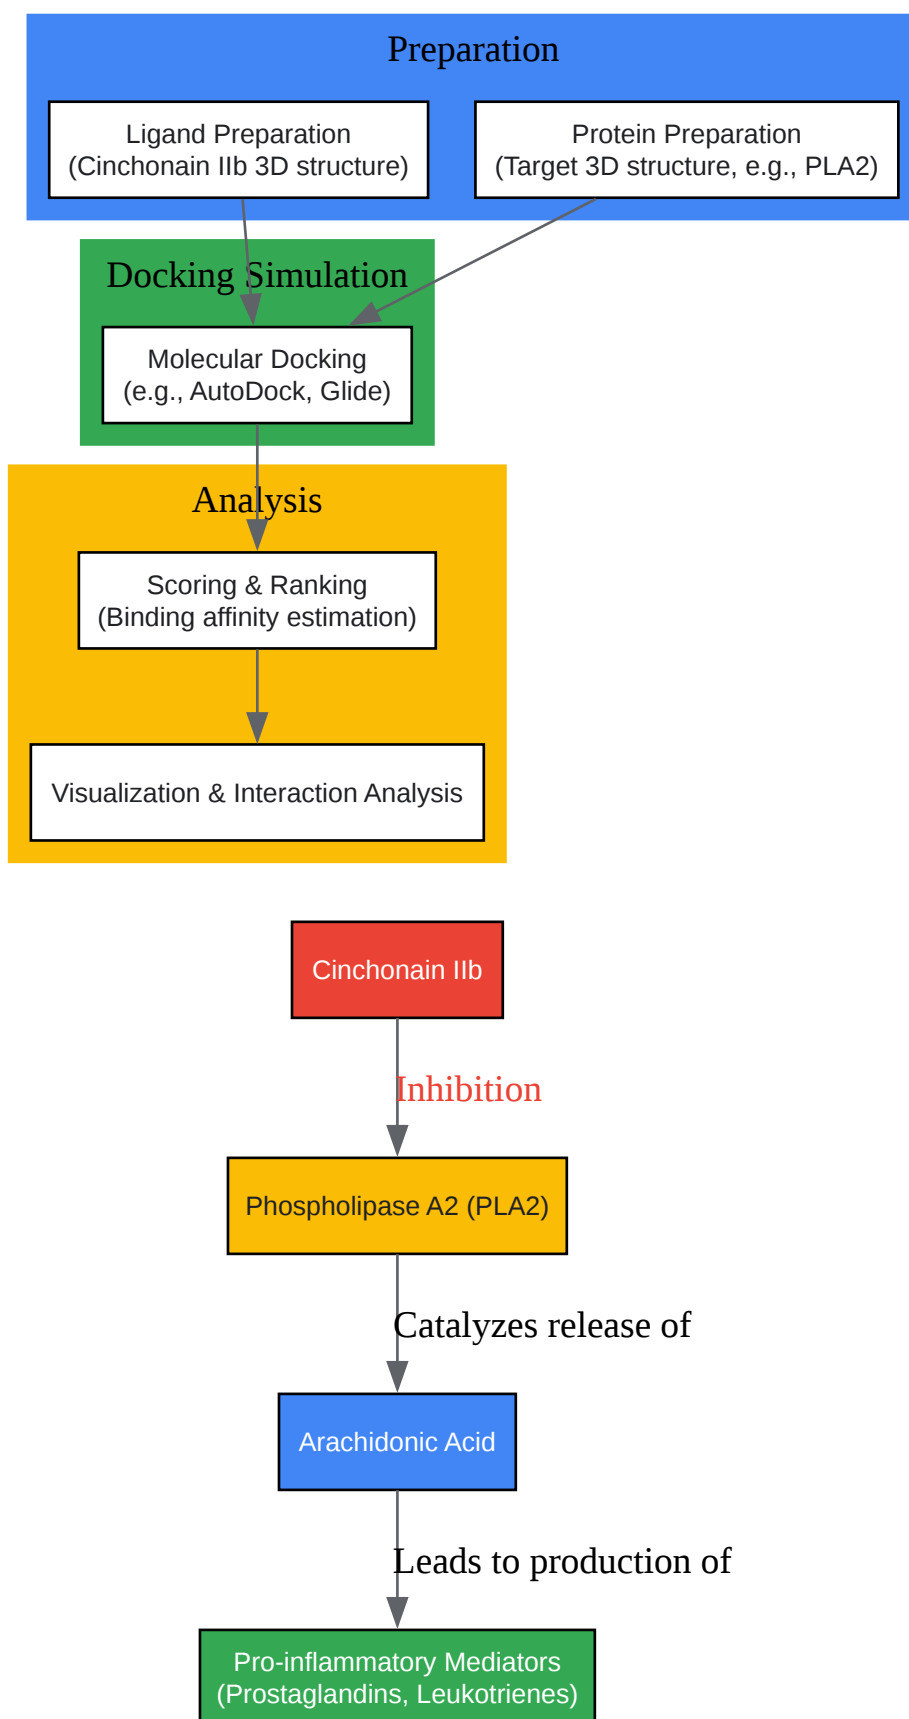 Preparation
Ligand Preparation
(Cinchonain IIb 3D structure)
Protein Preparation
(Target 3D structure, e.g., PLA2)
Docking Simulation
Molecular Docking
(e.g., AutoDock, Glide)
Analysis
Scoring & Ranking
(Binding affinity estimation)
Visualization & Interaction Analysis
Cinchonain IIb
Inhibition
Phospholipase A2 (PLA2)
Catalyzes release of
Arachidonic Acid
Leads to production of
Pro-inflammatory Mediators
(Prostaglandins, Leukotrienes)